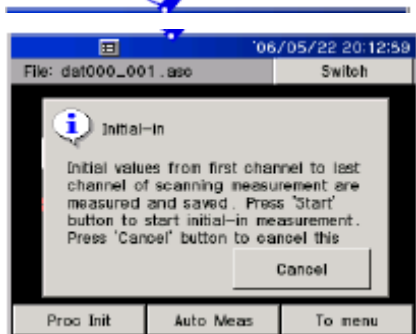 '06/05/22 20:12:59
File: dat000_001.asc
Switch
Initial-in
Initial values from first channel to last
channel of scanning measurement are
measured and saved. Press 'Start'
button to start initial-in measurement.
Press 'Cancel' button to cancel this
Cancel
Proc Init
Auto Meas
To menu